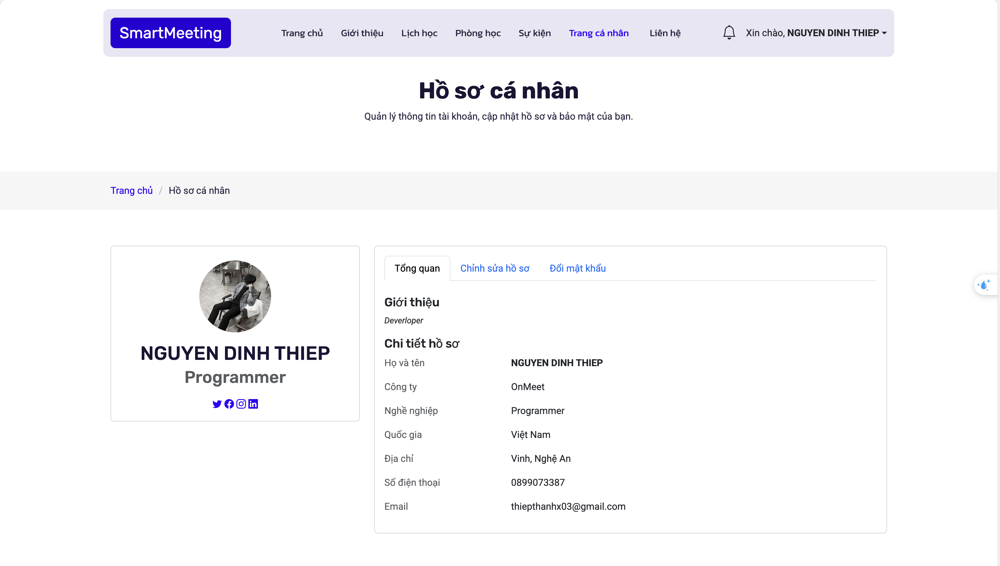 SmartMeeting
Trang chủ Giới thiệu Lịch học Phòng học Sự kiện Trang cá nhân Liên hệ
Xin chào, NGUYEN DINH THIEP
Hồ sơ cá nhân
Quản lý thông tin tài khoản, cập nhật hồ sơ và bảo mật của bạn.
Trang chủ / Hồ sơ cá nhân
NGUYEN DINH THIEP
Programmer
Tổng quan Chỉnh sửa hồ sơ Đổi mật khẩu
Giới thiệu
Deverloper
Chi tiết hồ sơ
Họ và tên NGUYEN DINH THIEP
Công ty OnMeet
Nghề nghiệp Programmer
Quốc gia Việt Nam
Địa chỉ Vinh, Nghệ An
Số điện thoại 0899073387
Email thiepthanhx03@gmail.com